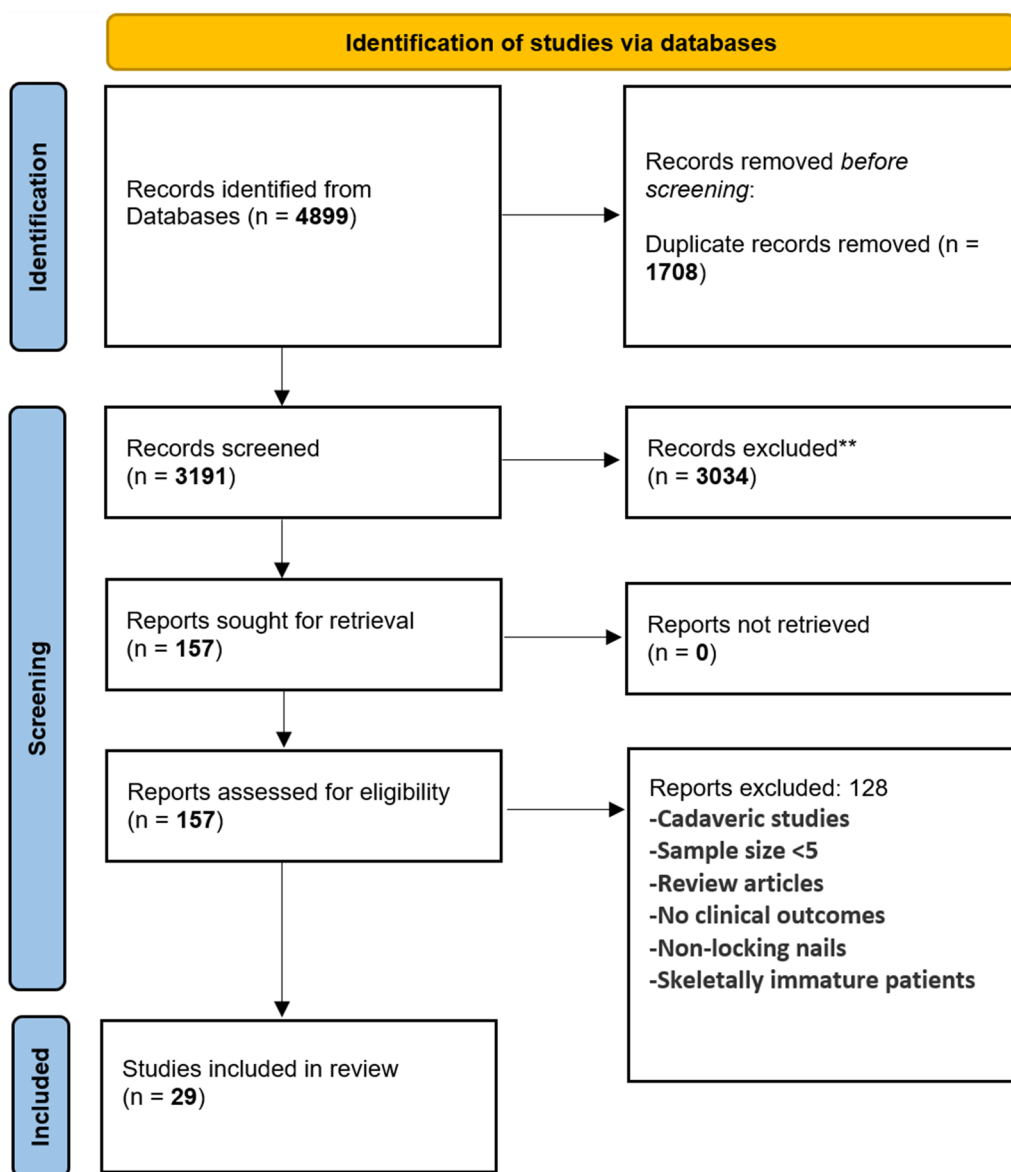 Identification of studies via databases
Identification
Records identified from
Databases (n = 4899)
Records removed before
screening:
Duplicate records removed (n =
1708)
Screening
Records screened
(n = 3191)
Records excluded**
(n = 3034)
Reports sought for retrieval
(n = 157)
Reports not retrieved
(n = 0)
Reports assessed for eligibility
(n = 157)
Reports excluded: 128
-Cadaveric studies
-Sample size <5
-Review articles
-No clinical outcomes
-Non-locking nails
-Skeletally immature patients
Included
Studies included in review
(n = 29)